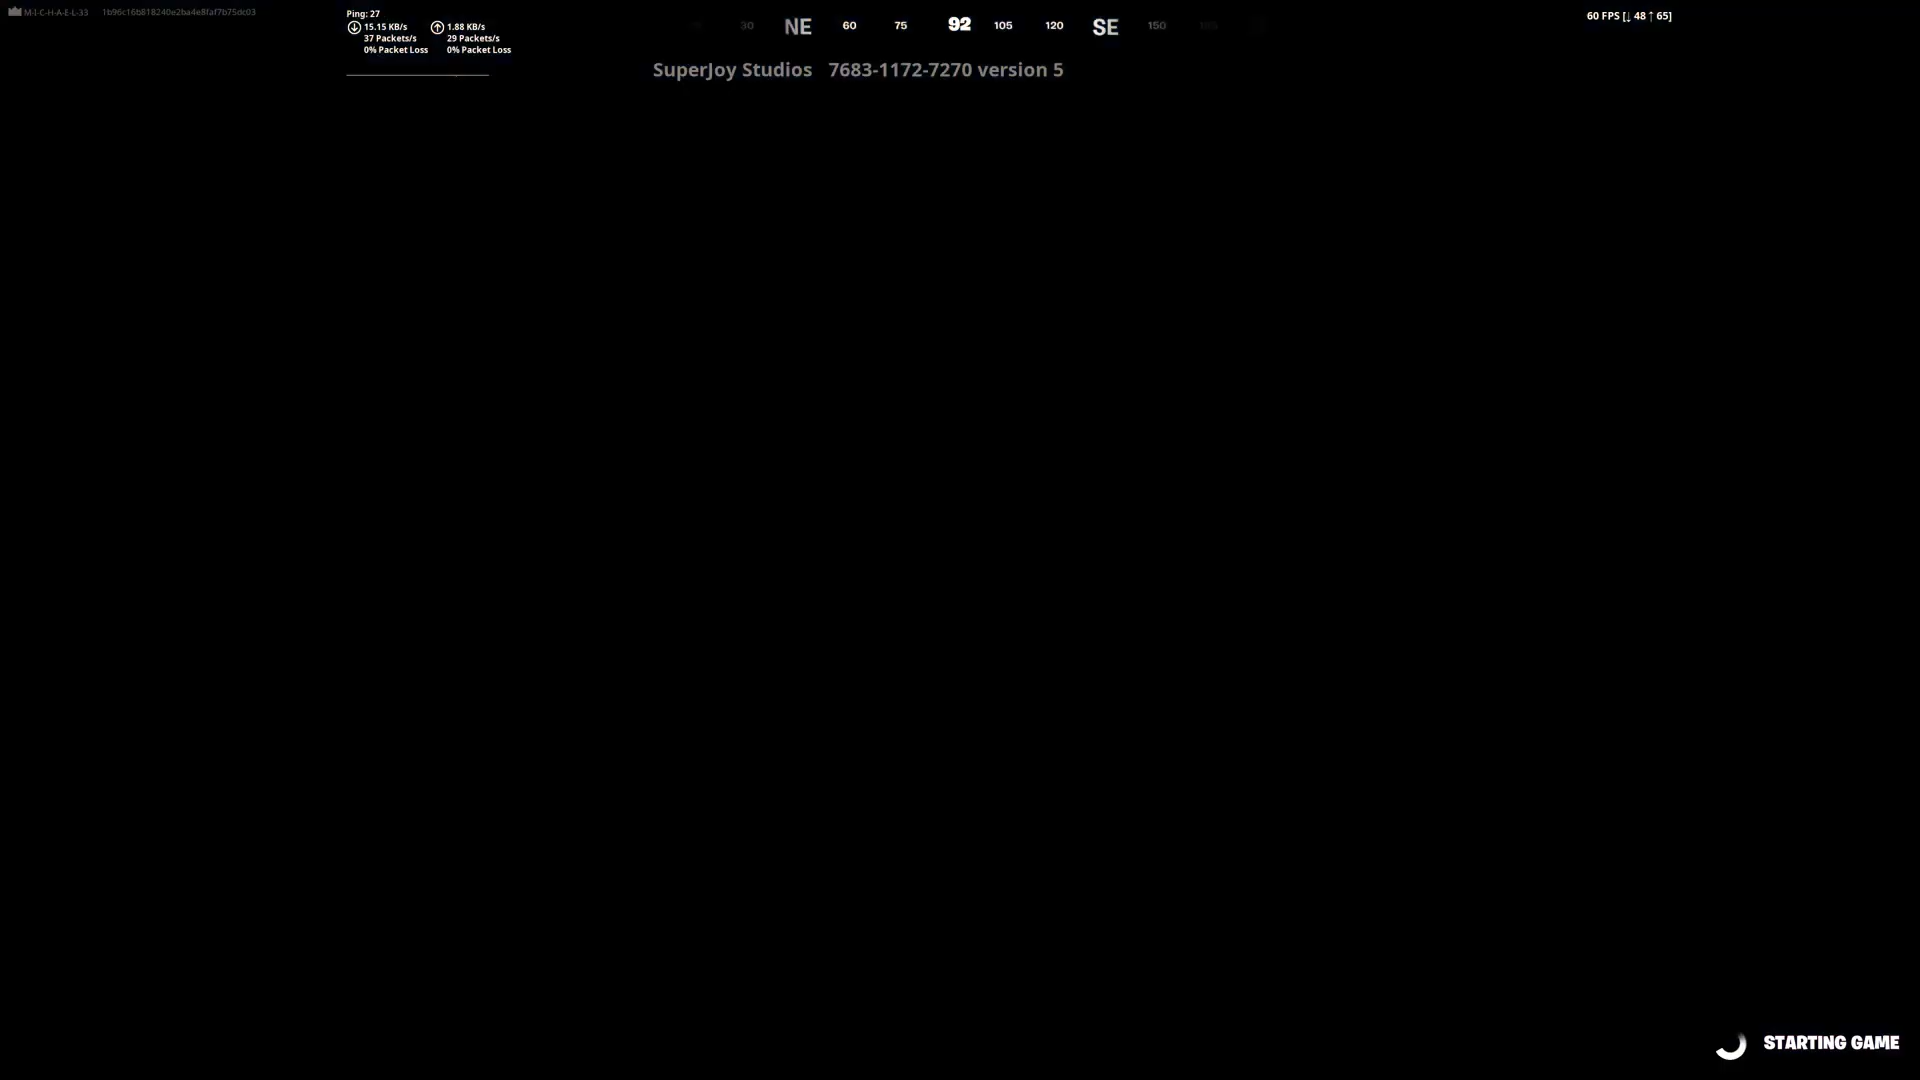 M-I-C-H-A-E-L-33 1b96c16b818240e2ba4e8faf7b75dc03
Ping: 27
15.15 KB/s 1.88 KB/s
37 Packets/s 29 Packets/s
0% Packet Loss 0% Packet Loss
30 NE 60 75 92 105 120 SE 150
60 FPS [↓ 48 ↑ 65]
SuperJoy Studios 7683-1172-7270 version 5
STARTING GAME